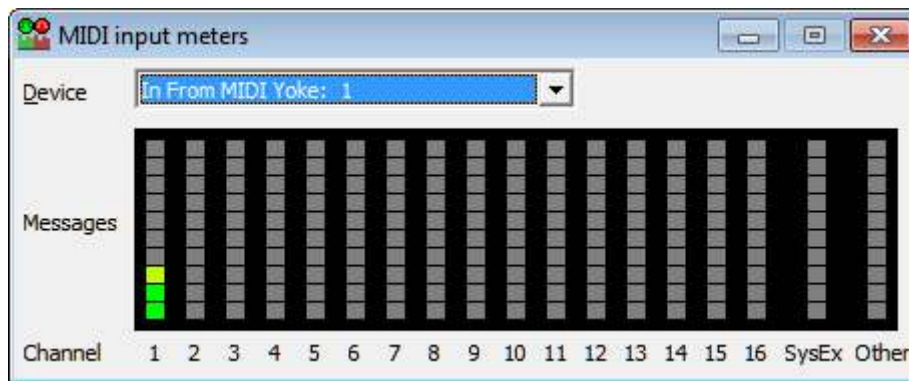 MIDI input meters
Device In From MIDI Yoke: 1
Messages
Channel 1 2 3 4 5 6 7 8 9 10 11 12 13 14 15 16 SysEx Other